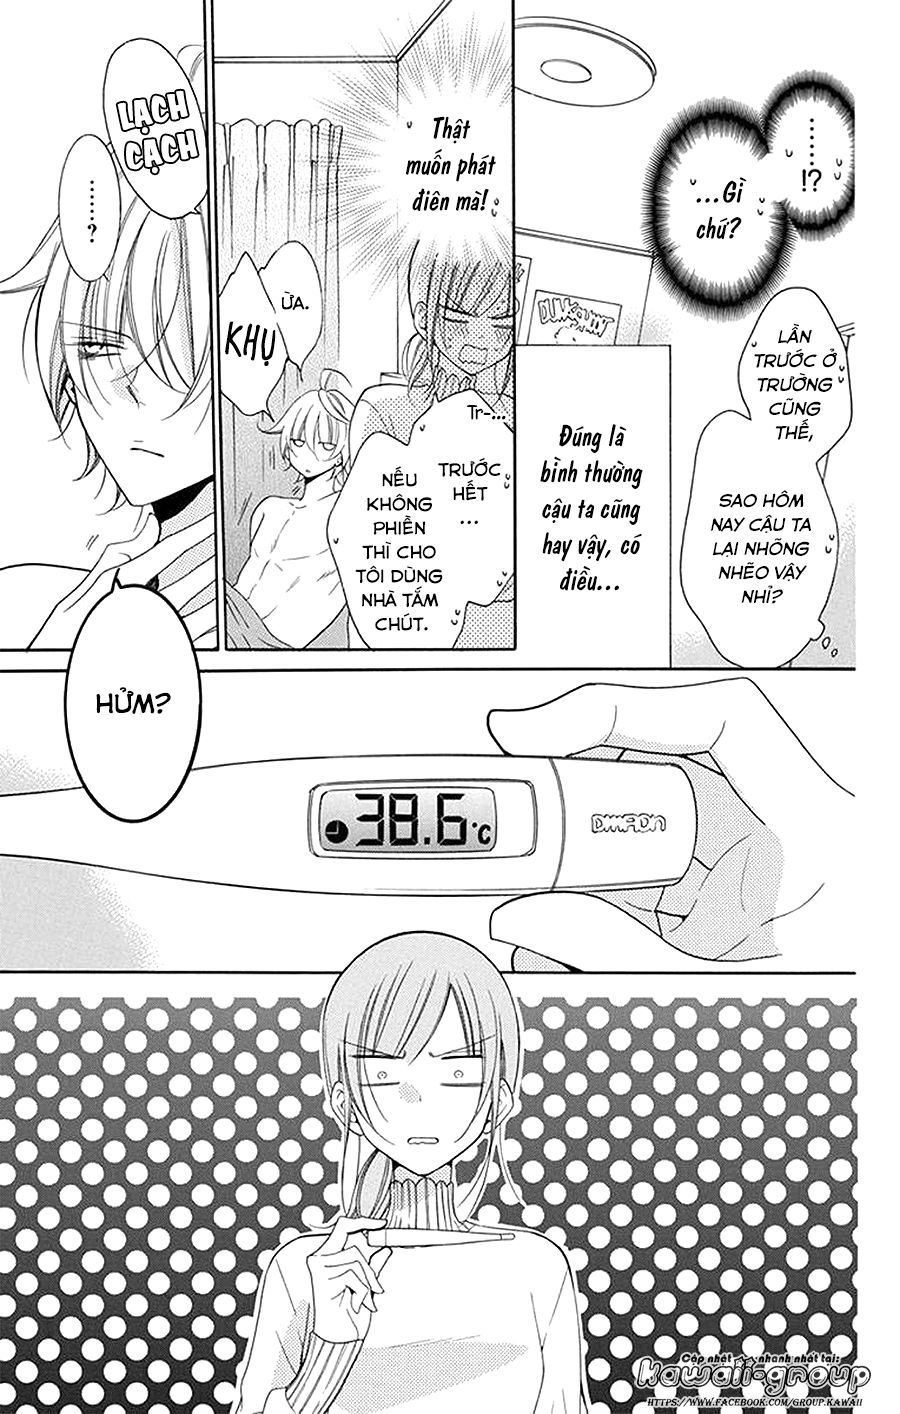 ......
!?
...Gì
chứ?
LẦN
TRƯỚC Ở
TRƯỜNG
CŨNG
THẾ,
SAO HÔM
NAY CẬU TA
LẠI NHÕNG
NHẼO VẬY
NHỈ?
Đúng là
bình thường
cậu ta cũng
hay vậy, có
điều...
Thật
muốn phát
điên mà!
Tr-...
TRƯỚC
HẾT
...
NẾU
KHÔNG
PHIỀN
THÌ CHO
TÔI DÙNG
NHÀ TẮM
CHÚT.
ỪA.
KHỤ
LẠCH
CẠCH
......
?
HỬM?
38.6 °C
Cập nhật nhanh nhất tại:
kawaii-group
HTTPS://WWW.FACEBOOK.COM/GROUP.KAWAII